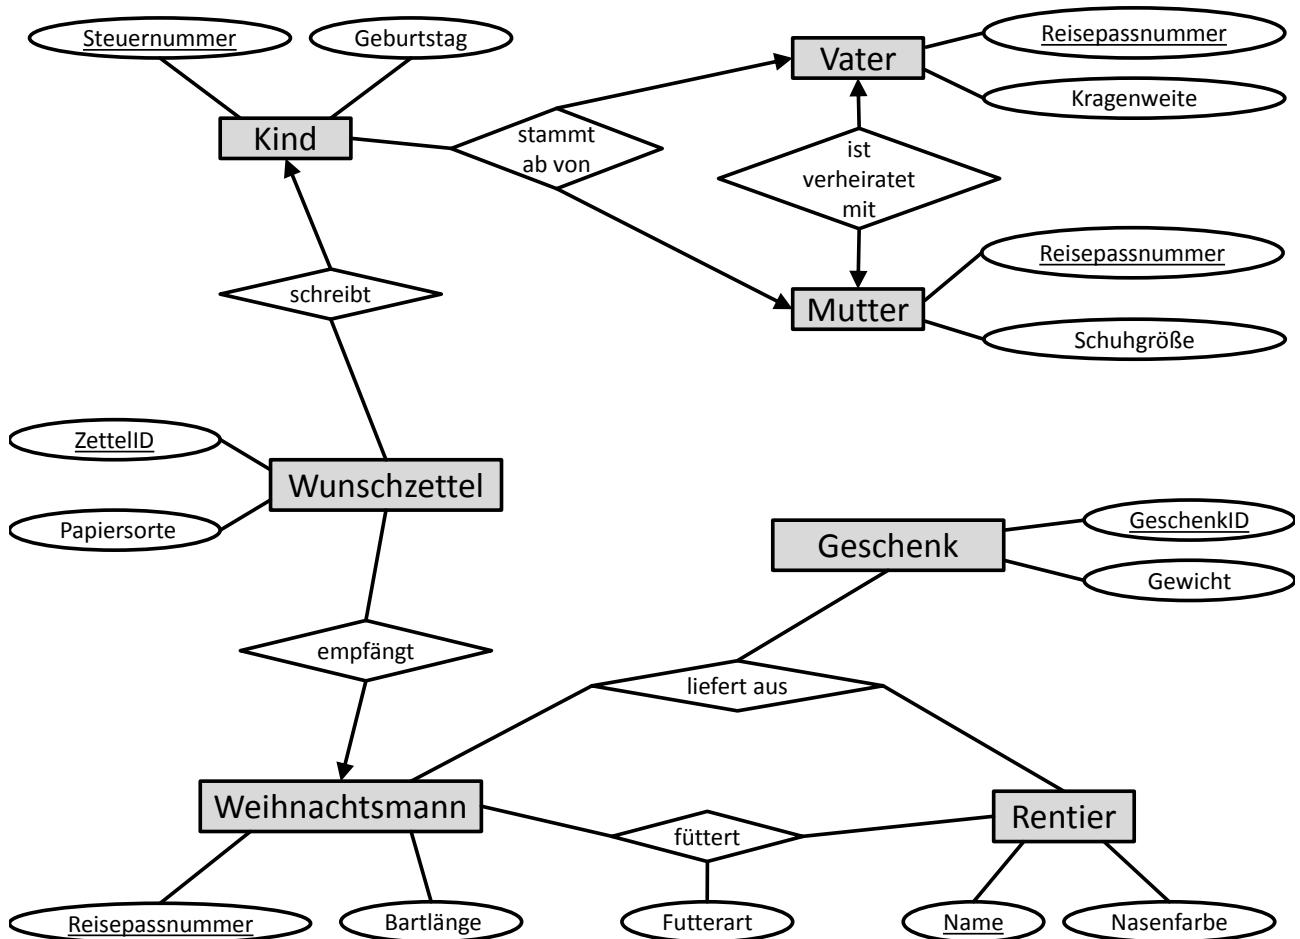 Steuernummer
Geburtstag
Reisepassnummer
Vater
Kragenweite
Kind
stammt
ab von
ist
verheiratet
mit
Reisepassnummer
schreibt
Mutter
Schuhgröße
ZettelID
Wunschzettel
Papiersorte
GeschenkID
Geschenk
Gewicht
empfängt
liefert aus
Weihnachtsmann
füttert
Rentier
Reisepassnummer
Bartlänge
Futterart
Name
Nasenfarbe